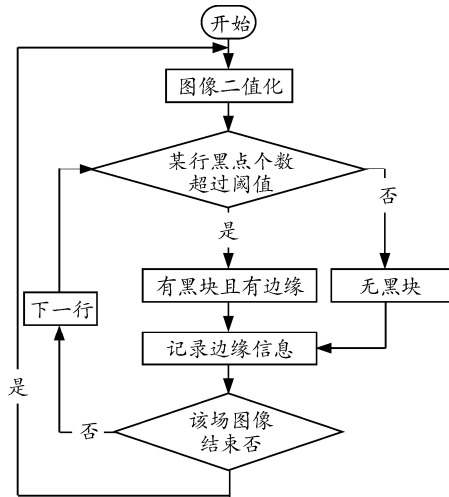 开始
图像二值化
某行黑点个数
超过阈值
是
否
有黑块且有边缘
无黑块
下一行
记录边缘信息
是
否
该场图像
结束否